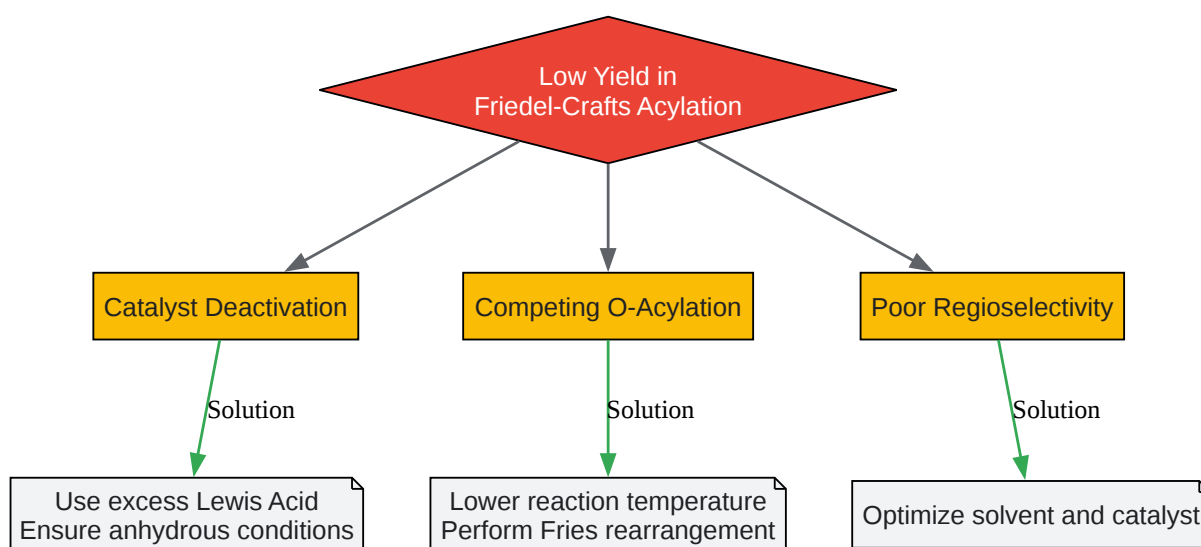 Low Yield in
Friedel-Crafts Acylation
Catalyst Deactivation
Competing O-Acylation
Poor Regioselectivity
Solution
Solution
Solution
Use excess Lewis Acid
Ensure anhydrous conditions
Lower reaction temperature
Perform Fries rearrangement
Optimize solvent and catalyst